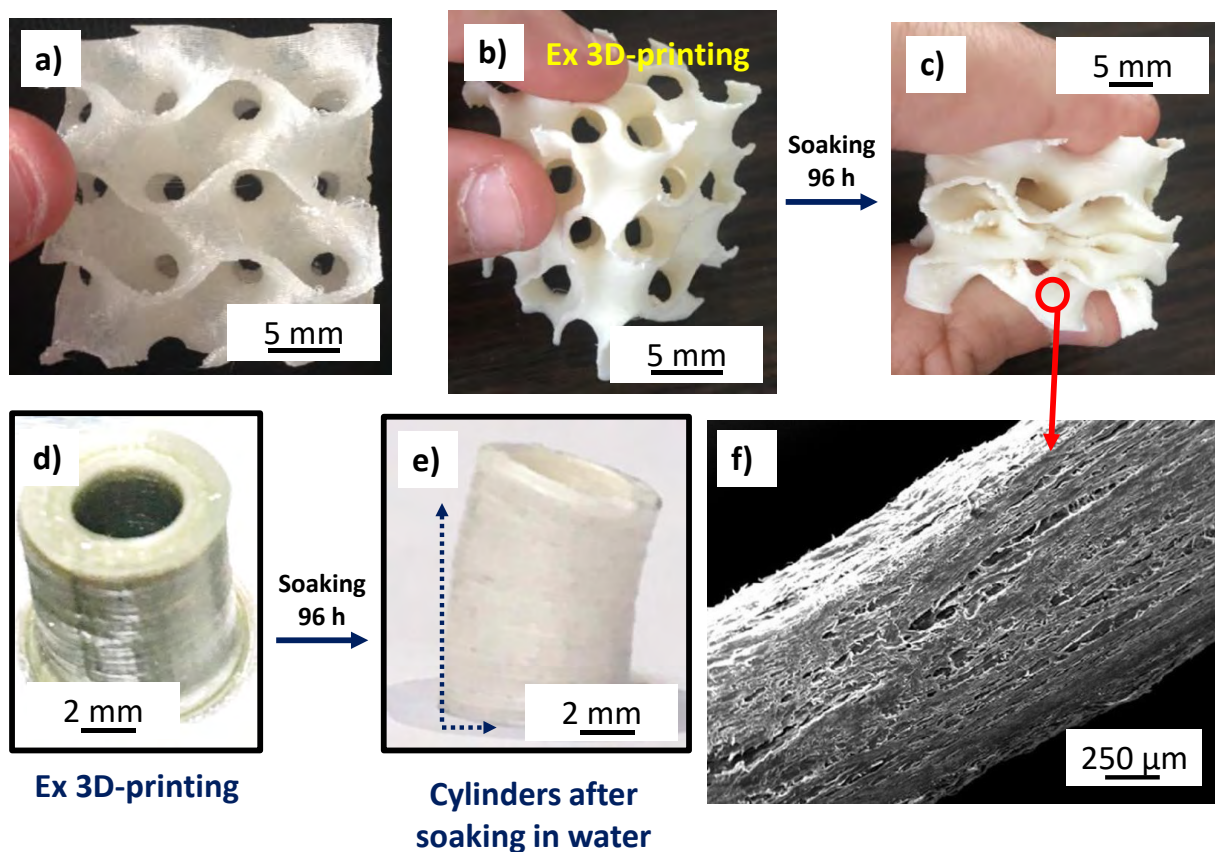 a)
5 mm
b)
Ex 3D-printing
5 mm
Soaking
96 h
c)
5 mm
d)
2 mm
Ex 3D-printing
Soaking
96 h
e)
2 mm
Cylinders after
soaking in water
f)
250 µm